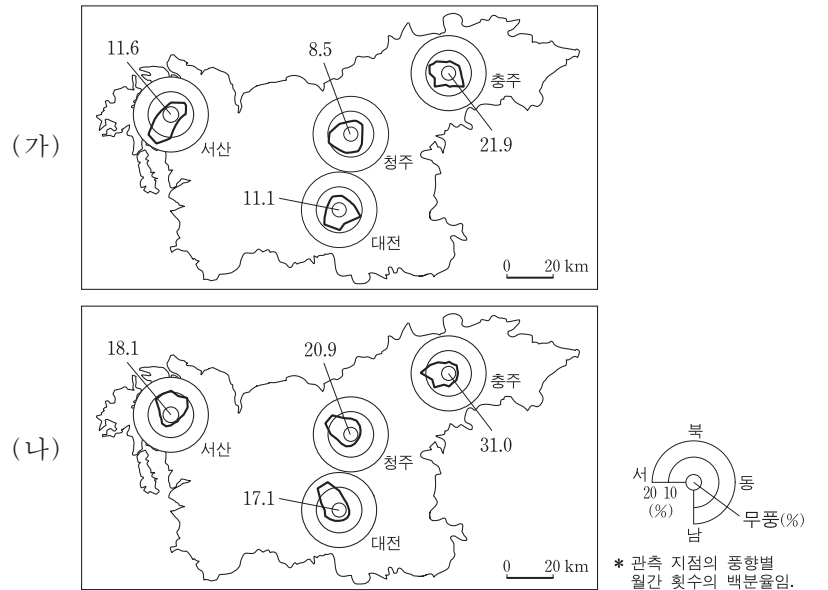 (가)
11.6
8.5
충주
서산
청주
21.9
11.1
대전
0 20 km
(나)
18.1
20.9
충주
서산
청주
31.0
17.1
대전
0 20 km
북
서 동
20 10
(%)
무풍(%)
남
* 관측 지점의 풍향별
월간 횟수의 백분율임.